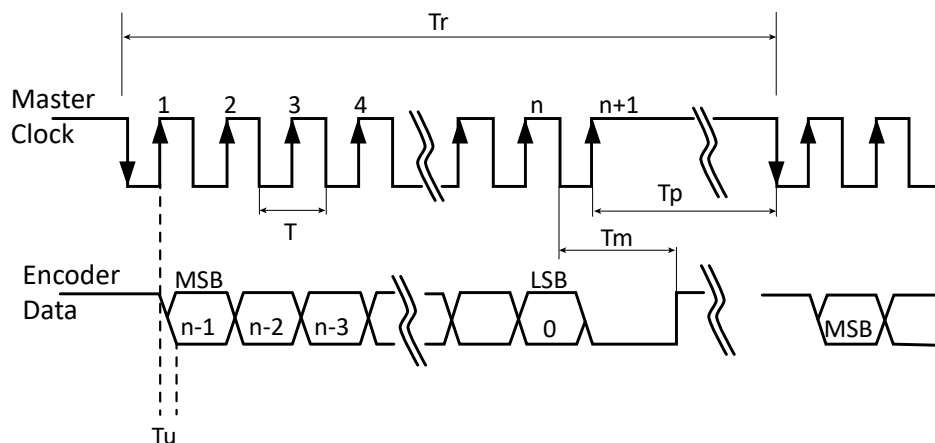 Tr
Master
Clock
1
2
3
4
n
n+1
T
Tp
Tm
Encoder
Data
MSB
LSB
n-1
n-2
n-3
0
MSB
Tu